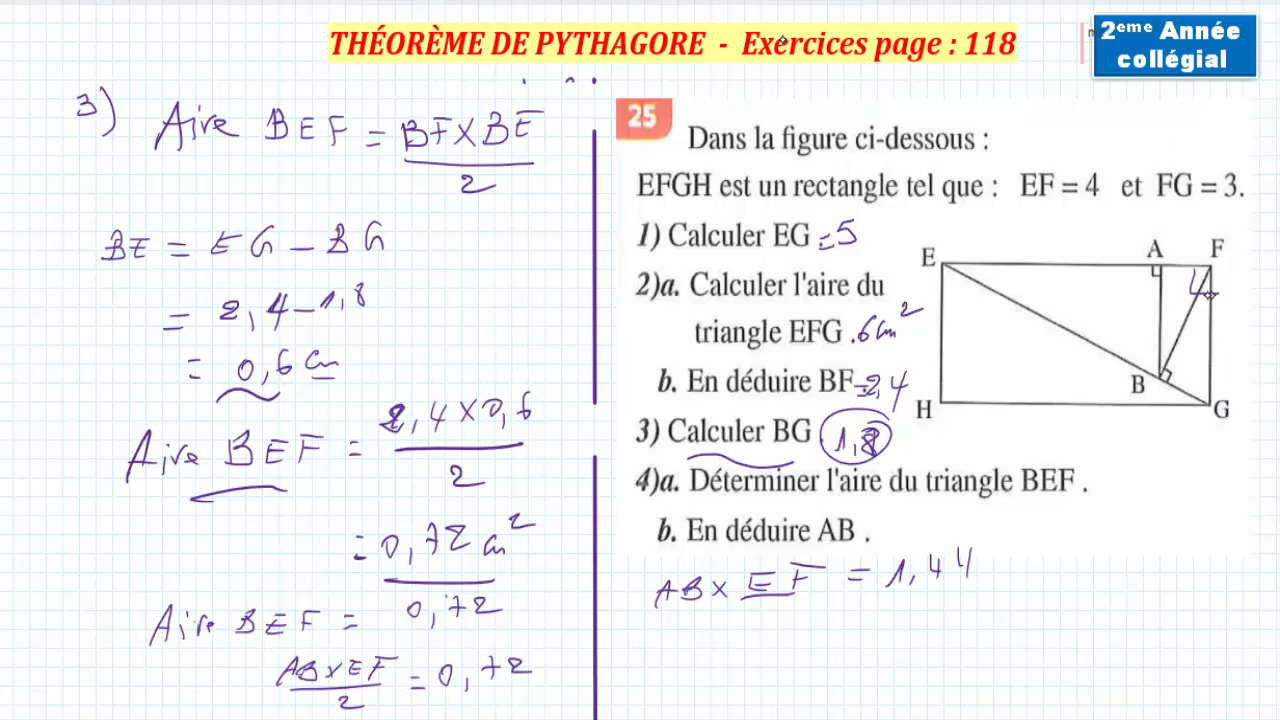 THÉORÈME DE PYTHAGORE - Exercices page : 118
2eme Année
collégial
3) Aire BEF = BF×BE
2
BE = EG - BG
= 2,4 - 1,8
= 0,6 cm
Aire BEF = 2,4 × 0,6
2
= 0,72 cm²
Aire BEF = 0,72
AB×EF = 0,72
2
25
Dans la figure ci-dessous :
EFGH est un rectangle tel que : EF = 4 et FG = 3.
1) Calculer EG = 5
2)a. Calculer l'aire du
triangle EFG . 6cm²
b. En déduire BF = 2,4
3) Calculer BG 1,8
4)a. Déterminer l'aire du triangle BEF .
b. En déduire AB .
AB × EF = 1,44
E
A
F
B
H
G